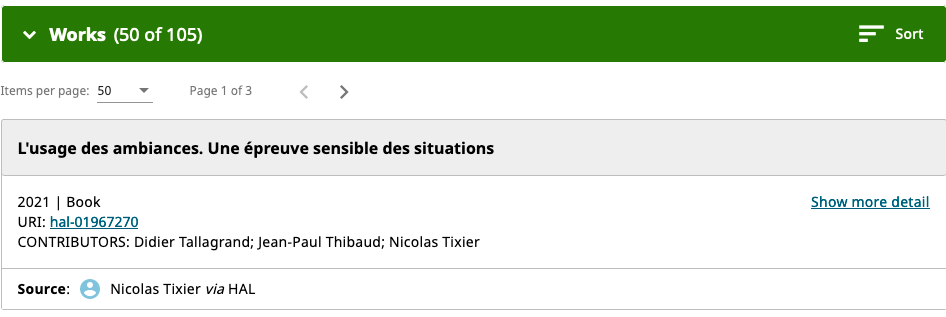 Works (50 of 105) Sort
Items per page: 50 Page 1 of 3
L'usage des ambiances. Une épreuve sensible des situations
2021 | Book Show more detail
URI: hal-01967270
CONTRIBUTORS: Didier Tallagrand; Jean-Paul Thibaud; Nicolas Tixier
Source: Nicolas Tixier via HAL